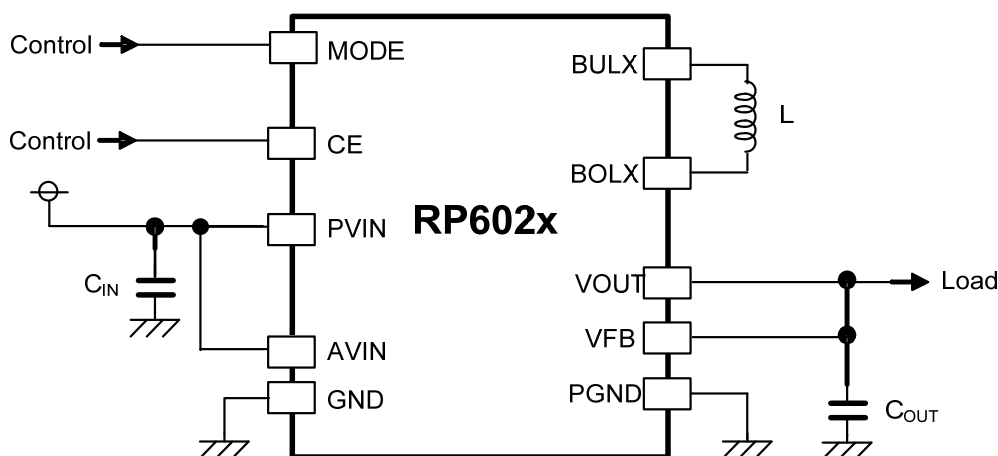 Control
MODE
BULX
L
Control
CE
BOLX
PVIN
RP602x
CIN
VOUT
Load
VFB
AVIN
GND
PGND
COUT